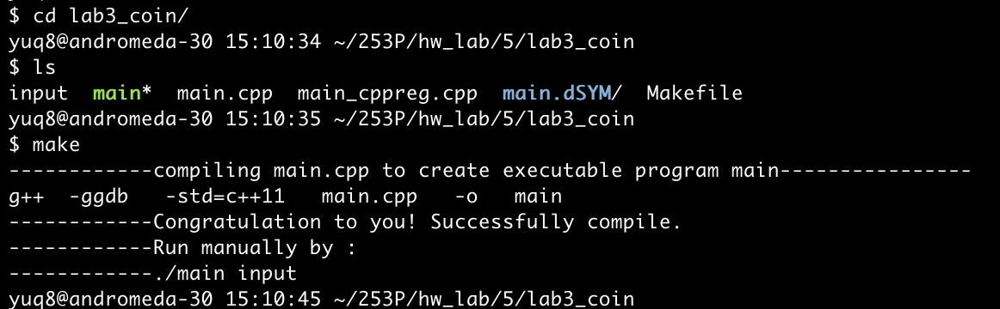 $ cd lab3_coin/
yuq8@andromeda-30 15:10:34 ~/253P/hw_lab/5/lab3_coin
$ ls
input  main*  main.cpp  main_cppreg.cpp  main.dSYM/  Makefile
yuq8@andromeda-30 15:10:35 ~/253P/hw_lab/5/lab3_coin
$ make
------------compiling main.cpp to create executable program main----------------
g++  -ggdb   -std=c++11   main.cpp   -o   main
------------Congratulation to you! Successfully compile.
------------Run manually by :
------------./main input
yuq8@andromeda-30 15:10:45 ~/253P/hw_lab/5/lab3_coin